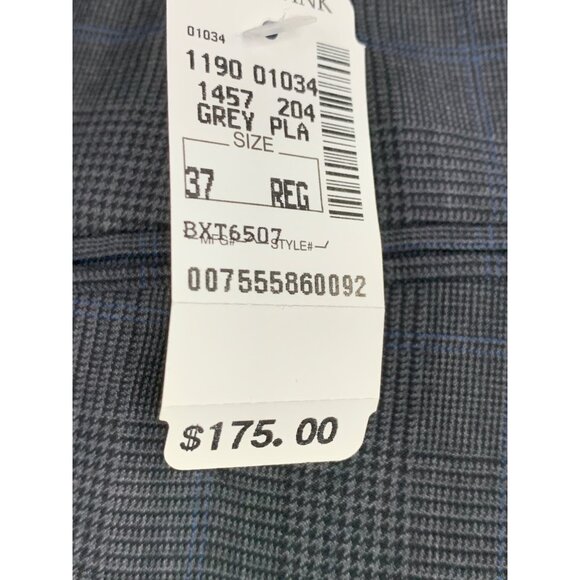 01034
1190 01034
1457 204
GREY PLA
SIZE
37 REG
BXT6507
MFG# STYLE#
007555860092
$175.00